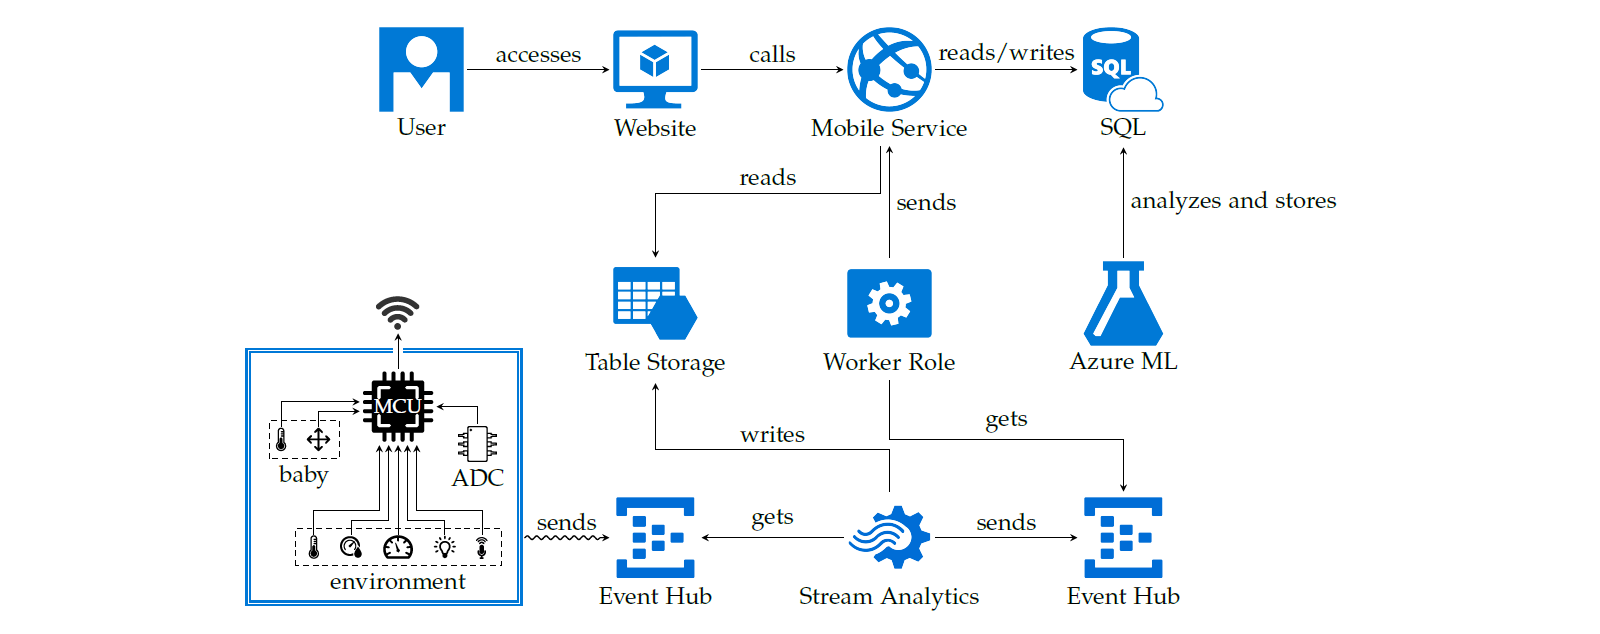 accesses
calls
reads/writes
SQL
User
Website
Mobile Service
SQL
reads
sends
analyzes and stores
Table Storage
Worker Role
Azure ML
MCU
baby
ADC
writes
gets
sends
gets
sends
environment
Event Hub
Stream Analytics
Event Hub